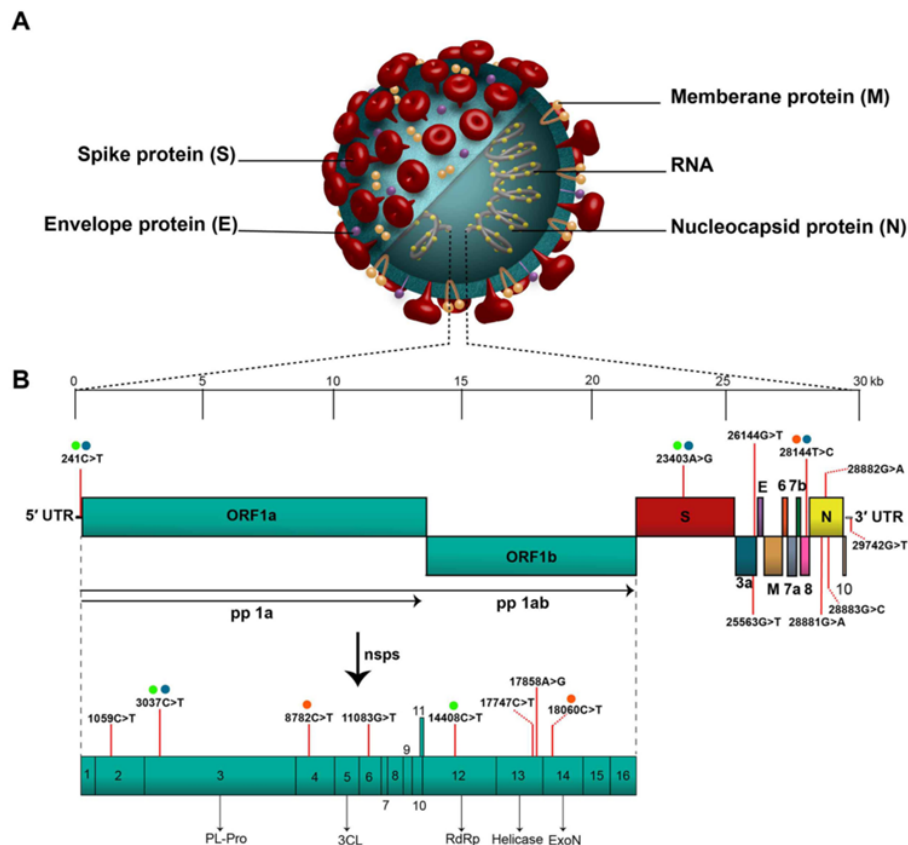 A
Memberane protein (M)
Spike protein (S)
RNA
Envelope protein (E)
Nucleocapsid protein (N)
B
0 5 10 15 20 25 30 kb
241C>T
23403A>G
26144G>T
28144T>C
28882G>A
5′ UTR
ORF1a
S
E
6 7b
N
3′ UTR
29742G>T
ORF1b
3a
M 7a 8
10
pp 1a
pp 1ab
25563G>T
28881G>A
28883G>C
nsps
1059C>T
3037C>T
8782C>T
11083G>T
14408C>T
17747C>T
17858A>G
18060C>T
11
9
1 2 3 4 5 6 8 12 13 14 15 16
7 10
PL-Pro 3CL RdRp Helicase ExoN